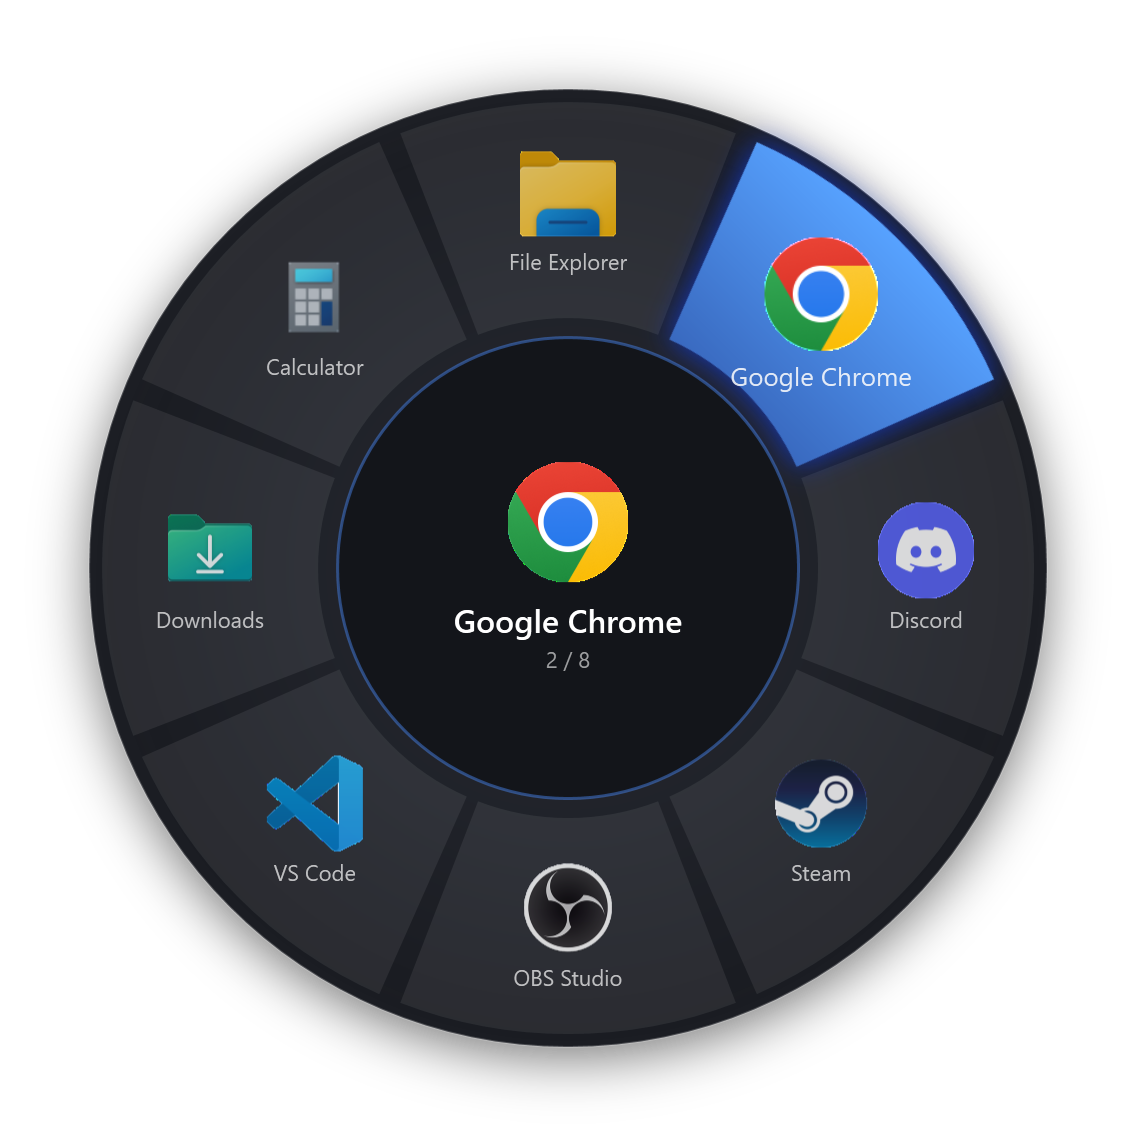 File Explorer
Google Chrome
Discord
Steam
OBS Studio
VS Code
Downloads
Calculator
Google Chrome
2 / 8